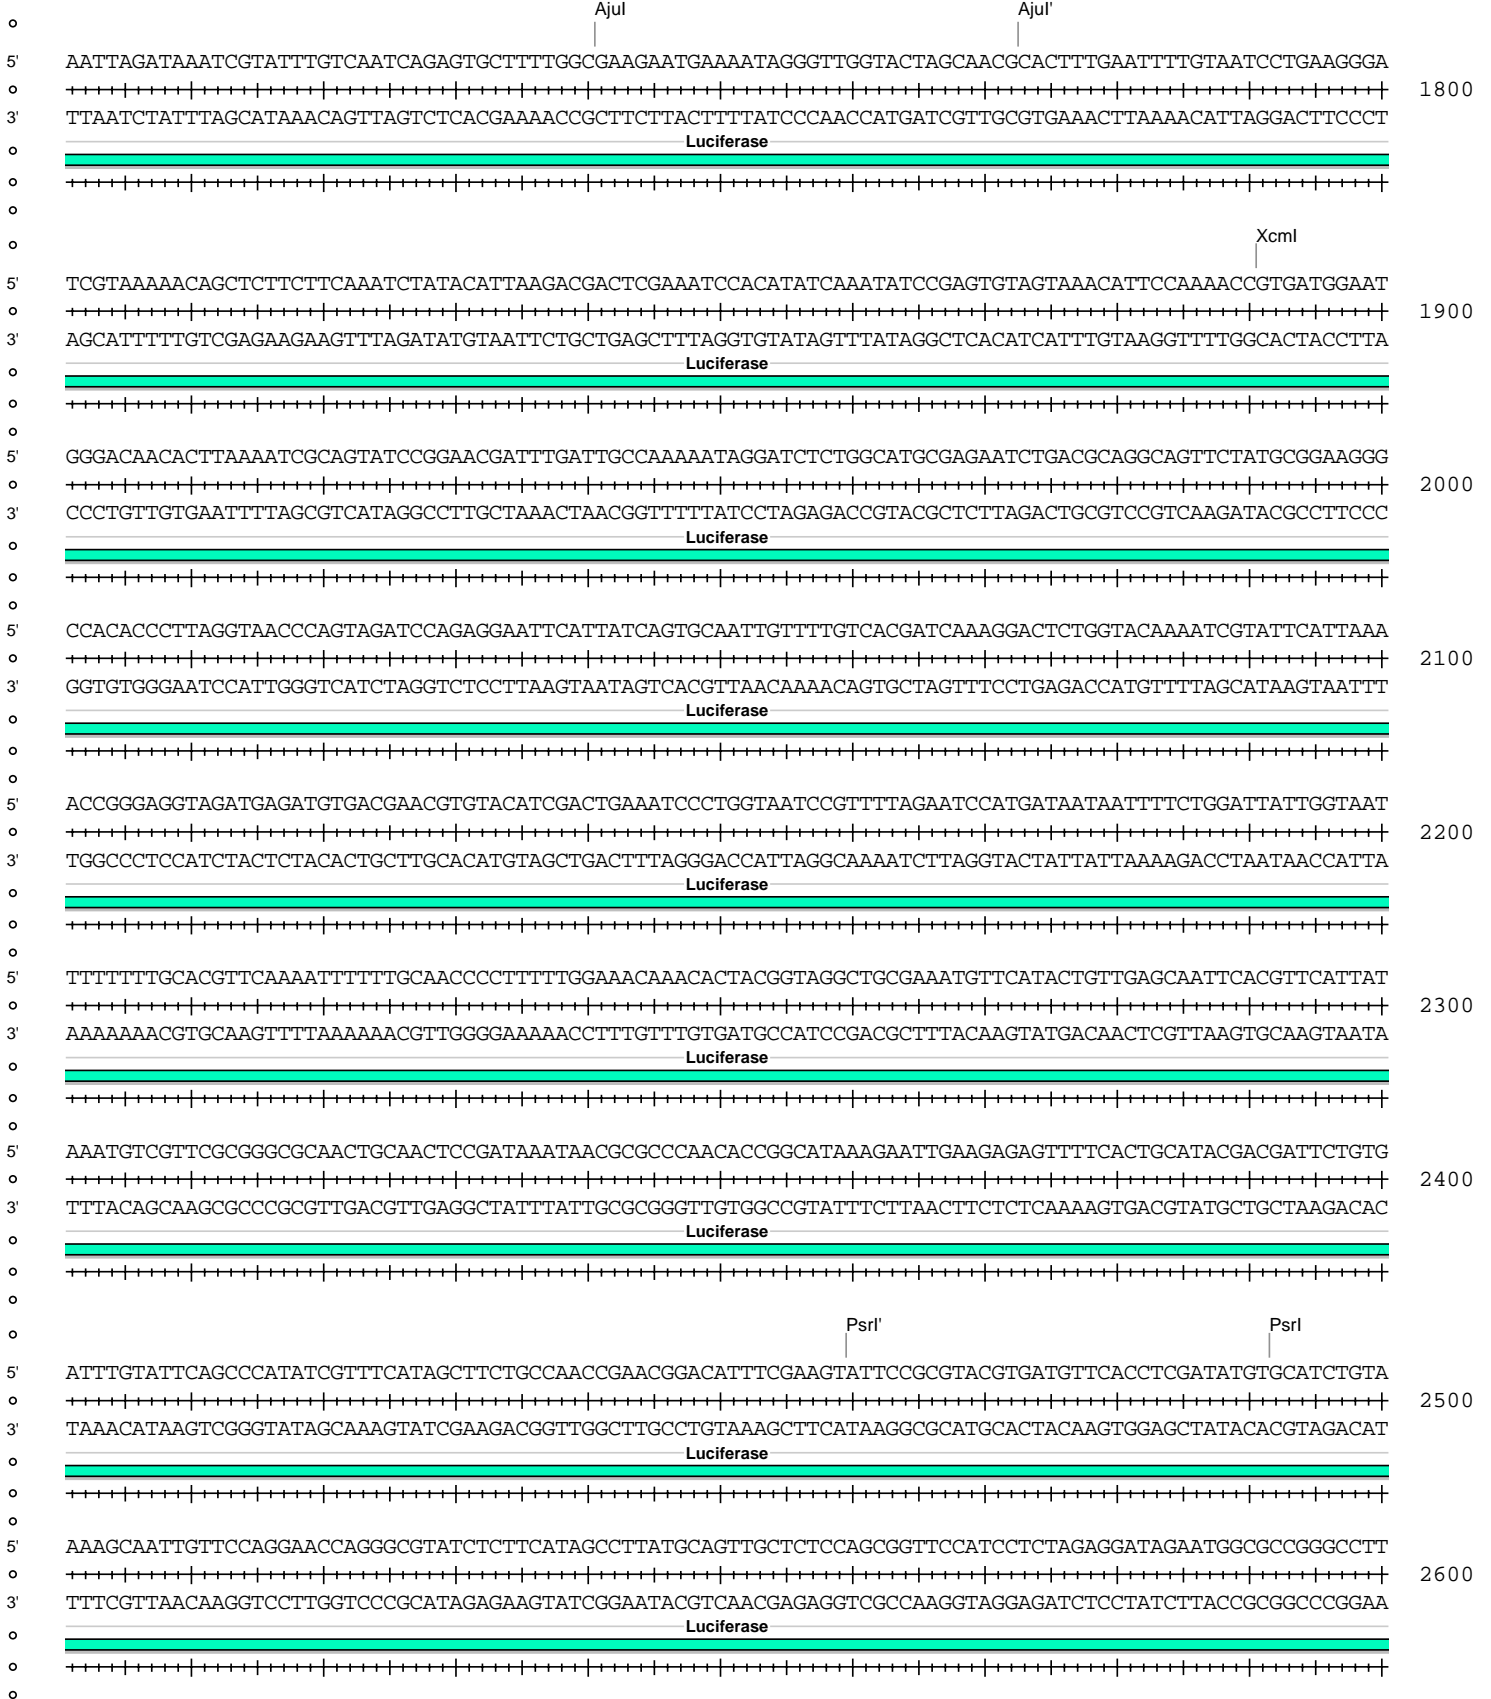 AjuI AjuI'
5' AATTAGATAAATCGTATTTGTCAATCAGAGTGCTTTTGGCGAAGAATGAAAATAGGGTTGGTACTAGCAACGCACTTTGAATTTTGTAATCCTGAAGGGA
1800
3' TTAATCTATTTAGCATAAACAGTTAGTCTCACGAAAACCGCTTCTTACTTTTATCCCAACCATGATCGTTGCGTGAAACTTAAAACATTAGGACTTCCCT
Luciferase
XcmI
5' TCGTAAAAACAGCTCTTCTTCAAATCTATACATTAAGACGACTCGAAATCCACATATCAAATATCCGAGTGTAGTAAACATTCCAAAACCGTGATGGAAT
1900
3' AGCATTTTTGTCGAGAAGAAGTTTAGATATGTAATTCTGCTGAGCTTTAGGTGTATAGTTTATAGGCTCACATCATTTGTAAGGTTTTGGCACTACCTTA
Luciferase
5' GGGACAACACTTAAAATCGCAGTATCCGGAACGATTTGATTGCCAAAAATAGGATCTCTGGCATGCGAGAATCTGACGCAGGCAGTTCTATGCGGAAGGG
2000
3' CCCTGTTGTGAATTTTAGCGTCATAGGCCTTGCTAAACTAACGGTTTTTATCCTAGAGACCGTACGCTCTTAGACTGCGTCCGTCAAGATACGCCTTCCC
Luciferase
5' CCACACCCTTAGGTAACCCAGTAGATCCAGAGGAATTCATTATCAGTGCAATTGTTTTGTCACGATCAAAGGACTCTGGTACAAAATCGTATTCATTAAA
2100
3' GGTGTGGGAATCCATTGGGTCATCTAGGTCTCCTTAAGTAATAGTCACGTTAACAAAACAGTGCTAGTTTCCTGAGACCATGTTTTAGCATAAGTAATTT
Luciferase
5' ACCGGGAGGTAGATGAGATGTGACGAACGTGTACATCGACTGAAATCCCTGGTAATCCGTTTTAGAATCCATGATAATAATTTTCTGGATTATTGGTAAT
2200
3' TGGCCCTCCATCTACTCTACACTGCTTGCACATGTAGCTGACTTTAGGGACCATTAGGCAAAATCTTAGGTACTATTATTAAAAGACCTAATAACCATTA
Luciferase
5' TTTTTTTGCACGTTCAAAATTTTTTGCAACCCCTTTTTGGAAACAAACACTACGGTAGGCTGCGAAATGTTCATACTGTTGAGCAATTCACGTTCATTAT
2300
3' AAAAAAACGTGCAAGTTTTAAAAAACGTTGGGGAAAAACCTTTGTTTGTGATGCCATCCGACGCTTTACAAGTATGACAACTCGTTAAGTGCAAGTAATA
Luciferase
5' AAATGTCGTTCGCGGGCGCAACTGCAACTCCGATAAATAACGCGCCCAACACCGGCATAAAGAATTGAAGAGAGTTTTCACTGCATACGACGATTCTGTG
2400
3' TTTACAGCAAGCGCCCGCGTTGACGTTGAGGCTATTTATTGCGCGGGTTGTGGCCGTATTTCTTAACTTCTCTCAAAAGTGACGTATGCTGCTAAGACAC
Luciferase
PsrI' PsrI
5' ATTTGTATTCAGCCCATATCGTTTCATAGCTTCTGCCAACCGAACGGACATTTCGAAGTATTCCGCGTACGTGATGTTCACCTCGATATGTGCATCTGTA
2500
3' TAAACATAAGTCGGGTATAGCAAAGTATCGAAGACGGTTGGCTTGCCTGTAAAGCTTCATAAGGCGCATGCACTACAAGTGGAGCTATACACGTAGACAT
Luciferase
5' AAAGCAATTGTTCCAGGAACCAGGGCGTATCTCTTCATAGCCTTATGCAGTTGCTCTCCAGCGGTTCCATCCTCTAGAGGATAGAATGGCGCCGGGCCTT
2600
3' TTTCGTTAACAAGGTCCTTGGTCCCGCATAGAGAAGTATCGGAATACGTCAACGAGAGGTCGCCAAGGTAGGAGATCTCCTATCTTACCGCGGCCCGGAA
Luciferase